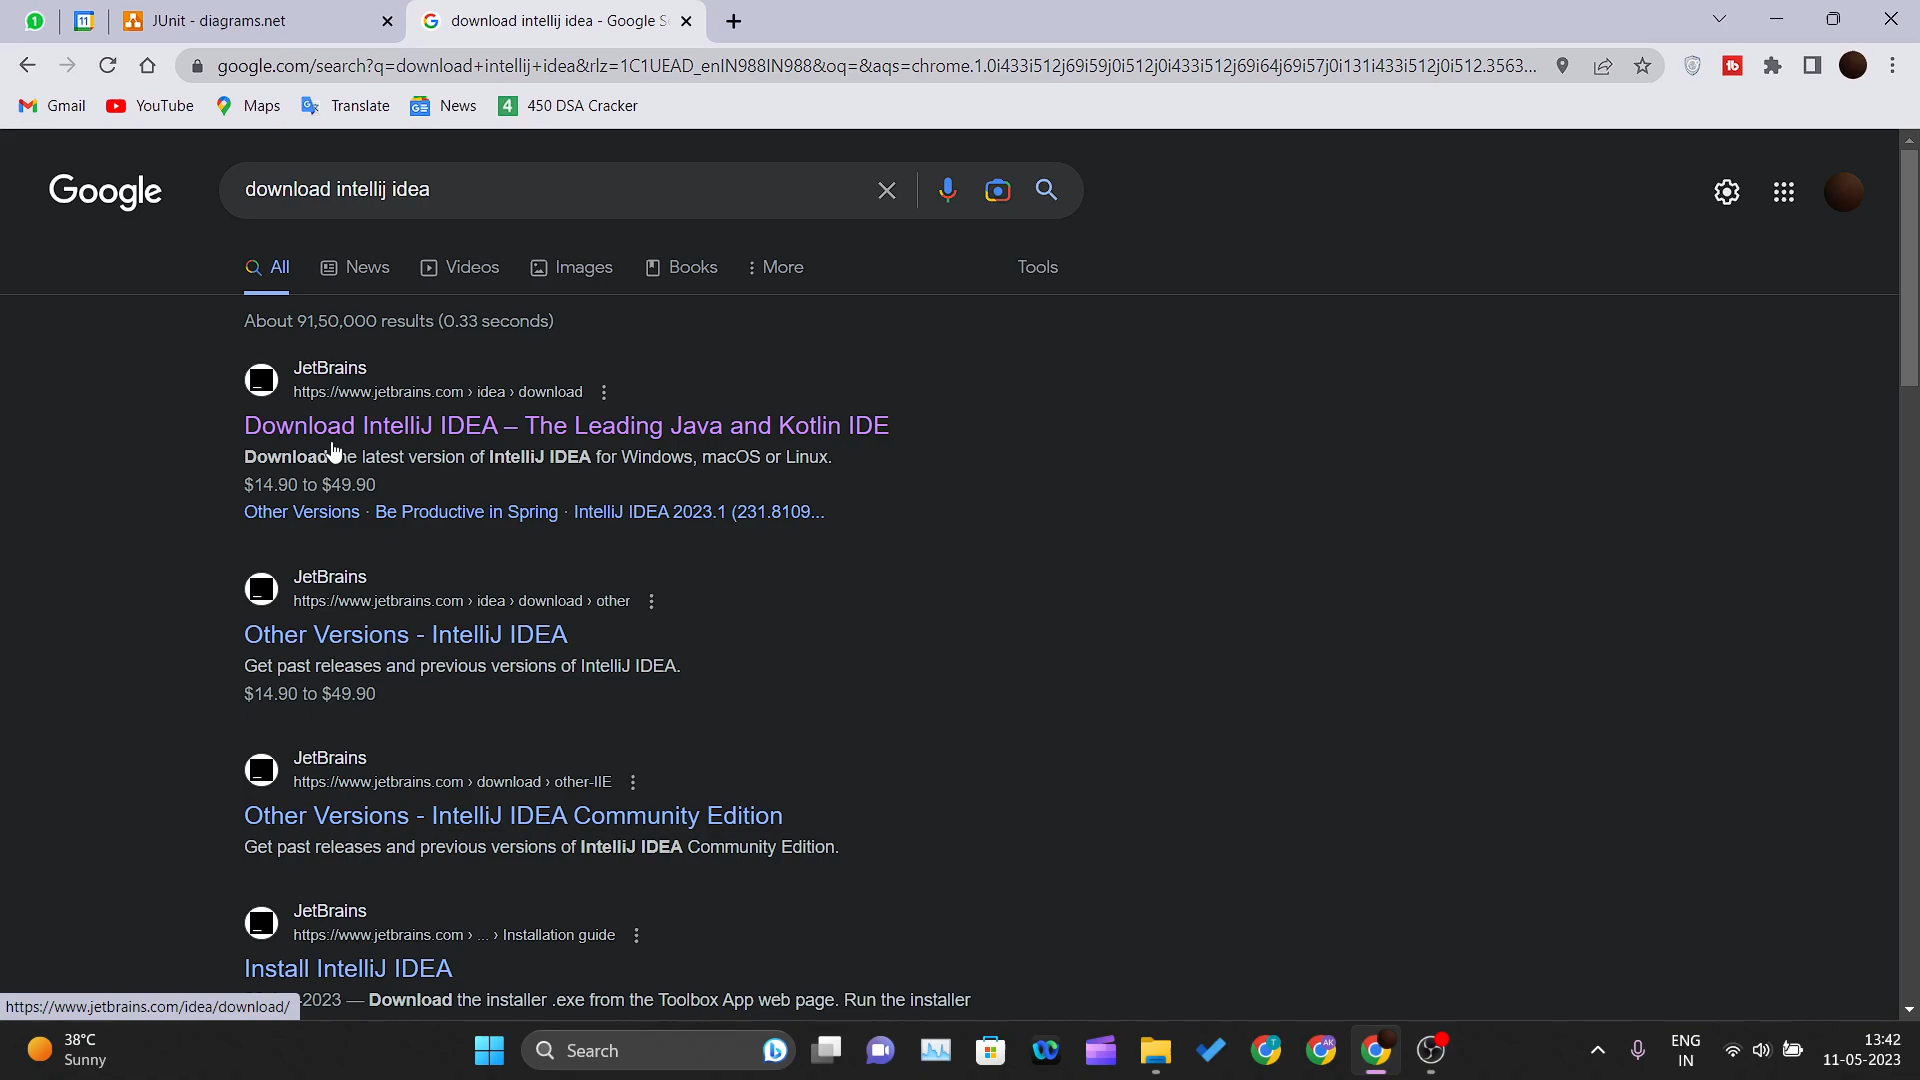 JUnit - diagrams.net
download intellij idea - Google S
google.com/search?q=download+intellij+idea&rlz=1C1UEAD_enIN988IN988&oq=&aqs=chrome.1.0i433i512j69i59j0i512j0i433i512j69i64j69i57j0i131i433i512j0i512.3563...
Gmail
YouTube
Maps
Translate
News
4
450 DSA Cracker
Google
download intellij idea
All
News
Videos
Images
Books
More
Tools
About 91,50,000 results (0.33 seconds)
JetBrains
https://www.jetbrains.com › idea › download
Download IntelliJ IDEA – The Leading Java and Kotlin IDE
Download latest version of IntelliJ IDEA for Windows, macOS or Linux.
$14.90 to $49.90
Other Versions · Be Productive in Spring · IntelliJ IDEA 2023.1 (231.8109...
JetBrains
https://www.jetbrains.com › idea › download › other
Other Versions - IntelliJ IDEA
Get past releases and previous versions of IntelliJ IDEA.
$14.90 to $49.90
JetBrains
https://www.jetbrains.com › download › other-IIE
Other Versions - IntelliJ IDEA Community Edition
Get past releases and previous versions of IntelliJ IDEA Community Edition.
JetBrains
https://www.jetbrains.com › ... › Installation guide
Install IntelliJ IDEA
-2023 — Download the installer .exe from the Toolbox App web page. Run the installer
https://www.jetbrains.com/idea/download/
38°C
Sunny
Search
ENG
IN
13:42
11-05-2023